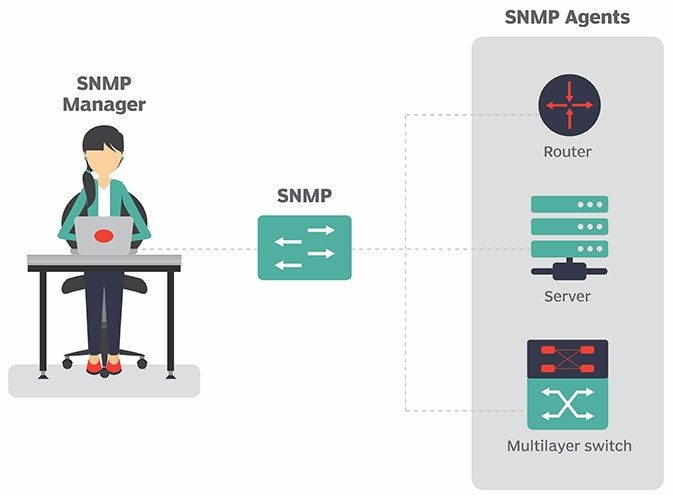 SNMP Agents
SNMP
Manager
Router
SNMP
Server
Multilayer switch